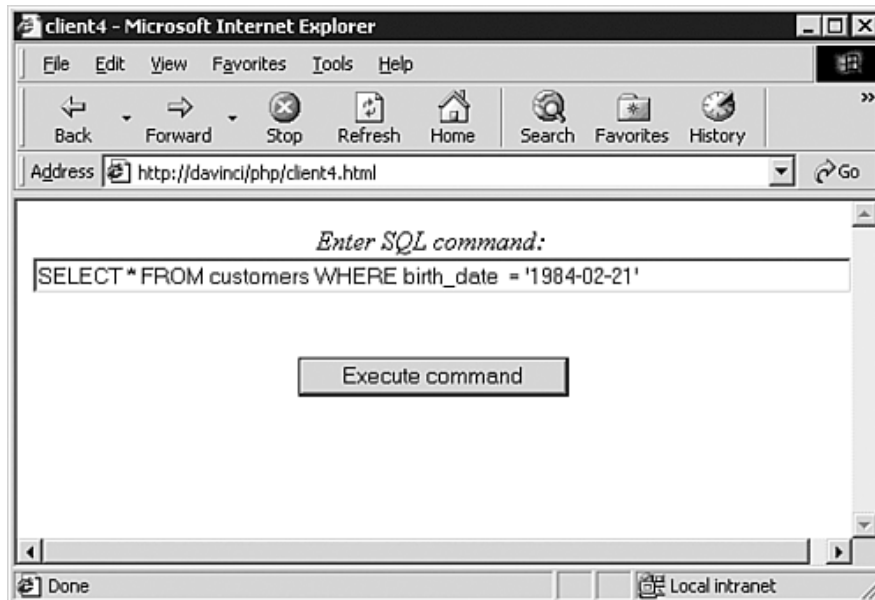 client4 - Microsoft Internet Explorer
File Edit View Favorites Tools Help
Back Forward Stop Refresh Home Search Favorites History »
Address http://davinci/php/client4.html Go
Enter SQL command:
SELECT * FROM customers WHERE birth_date = '1984-02-21'
Execute command
Done Local intranet